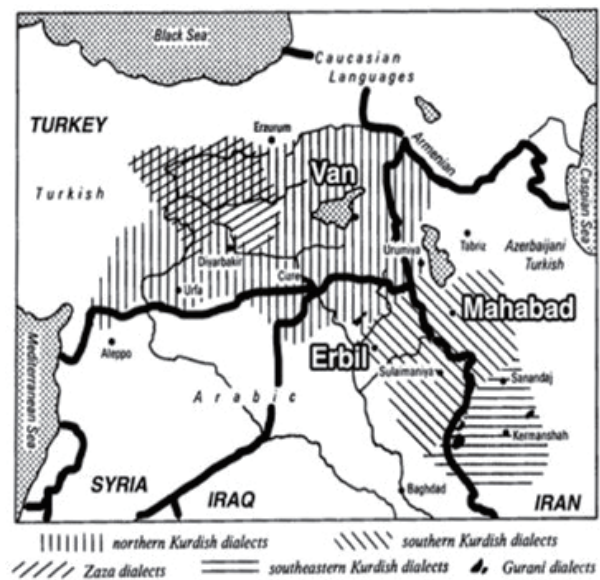 Black Sea
Caucasian
Languages
TURKEY
Erzurum
Armenian
Caspian Sea
Van
Turkish
Urumiya
Tabriz
Azerbaijani
Turkish
Diyarbakir
Cizre
Urfa
Mahabad
Aleppo
Erbil
Sulaimaniya
Sanandaj
Mediterranean Sea
Arabic
Kermanshah
SYRIA
IRAQ
Baghdad
IRAN
northern Kurdish dialects
southern Kurdish dialects
Zaza dialects
southeastern Kurdish dialects
Gurani dialects